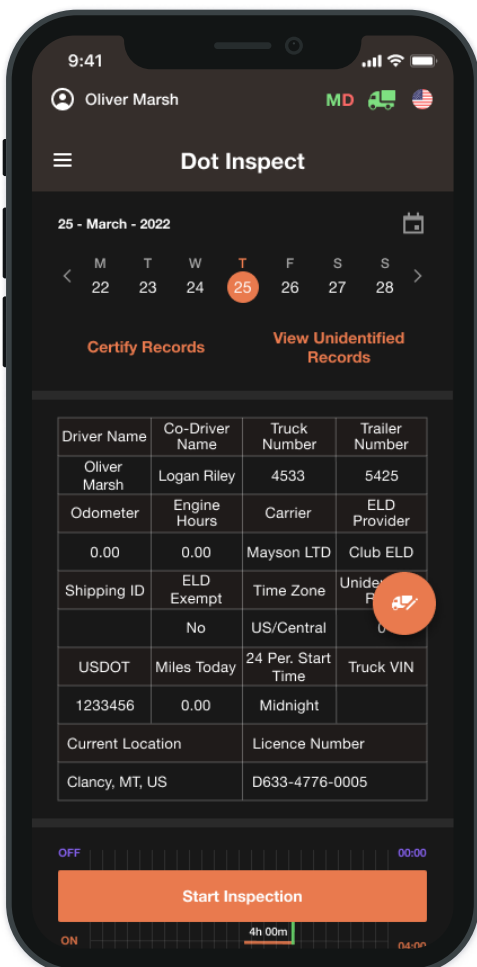 9:41
Oliver Marsh MD
Dot Inspect
25 - March - 2022
M T W T F S S
22 23 24 25 26 27 28
Certify Records
View Unidentified
Records
Driver Name Co-Driver Name Truck Number Trailer Number
Oliver Marsh Logan Riley 4533 5425
Odometer Engine Hours Carrier ELD Provider
0.00 0.00 Mayson LTD Club ELD
Shipping ID ELD Exempt Time Zone
No US/Central 0
USDOT Miles Today 24 Per. Start Time Truck VIN
1233456 0.00 Midnight
Current Location Licence Number
Clancy, MT, US D633-4776-0005
OFF 00:00
Start Inspection
4h 00m
ON 04:00